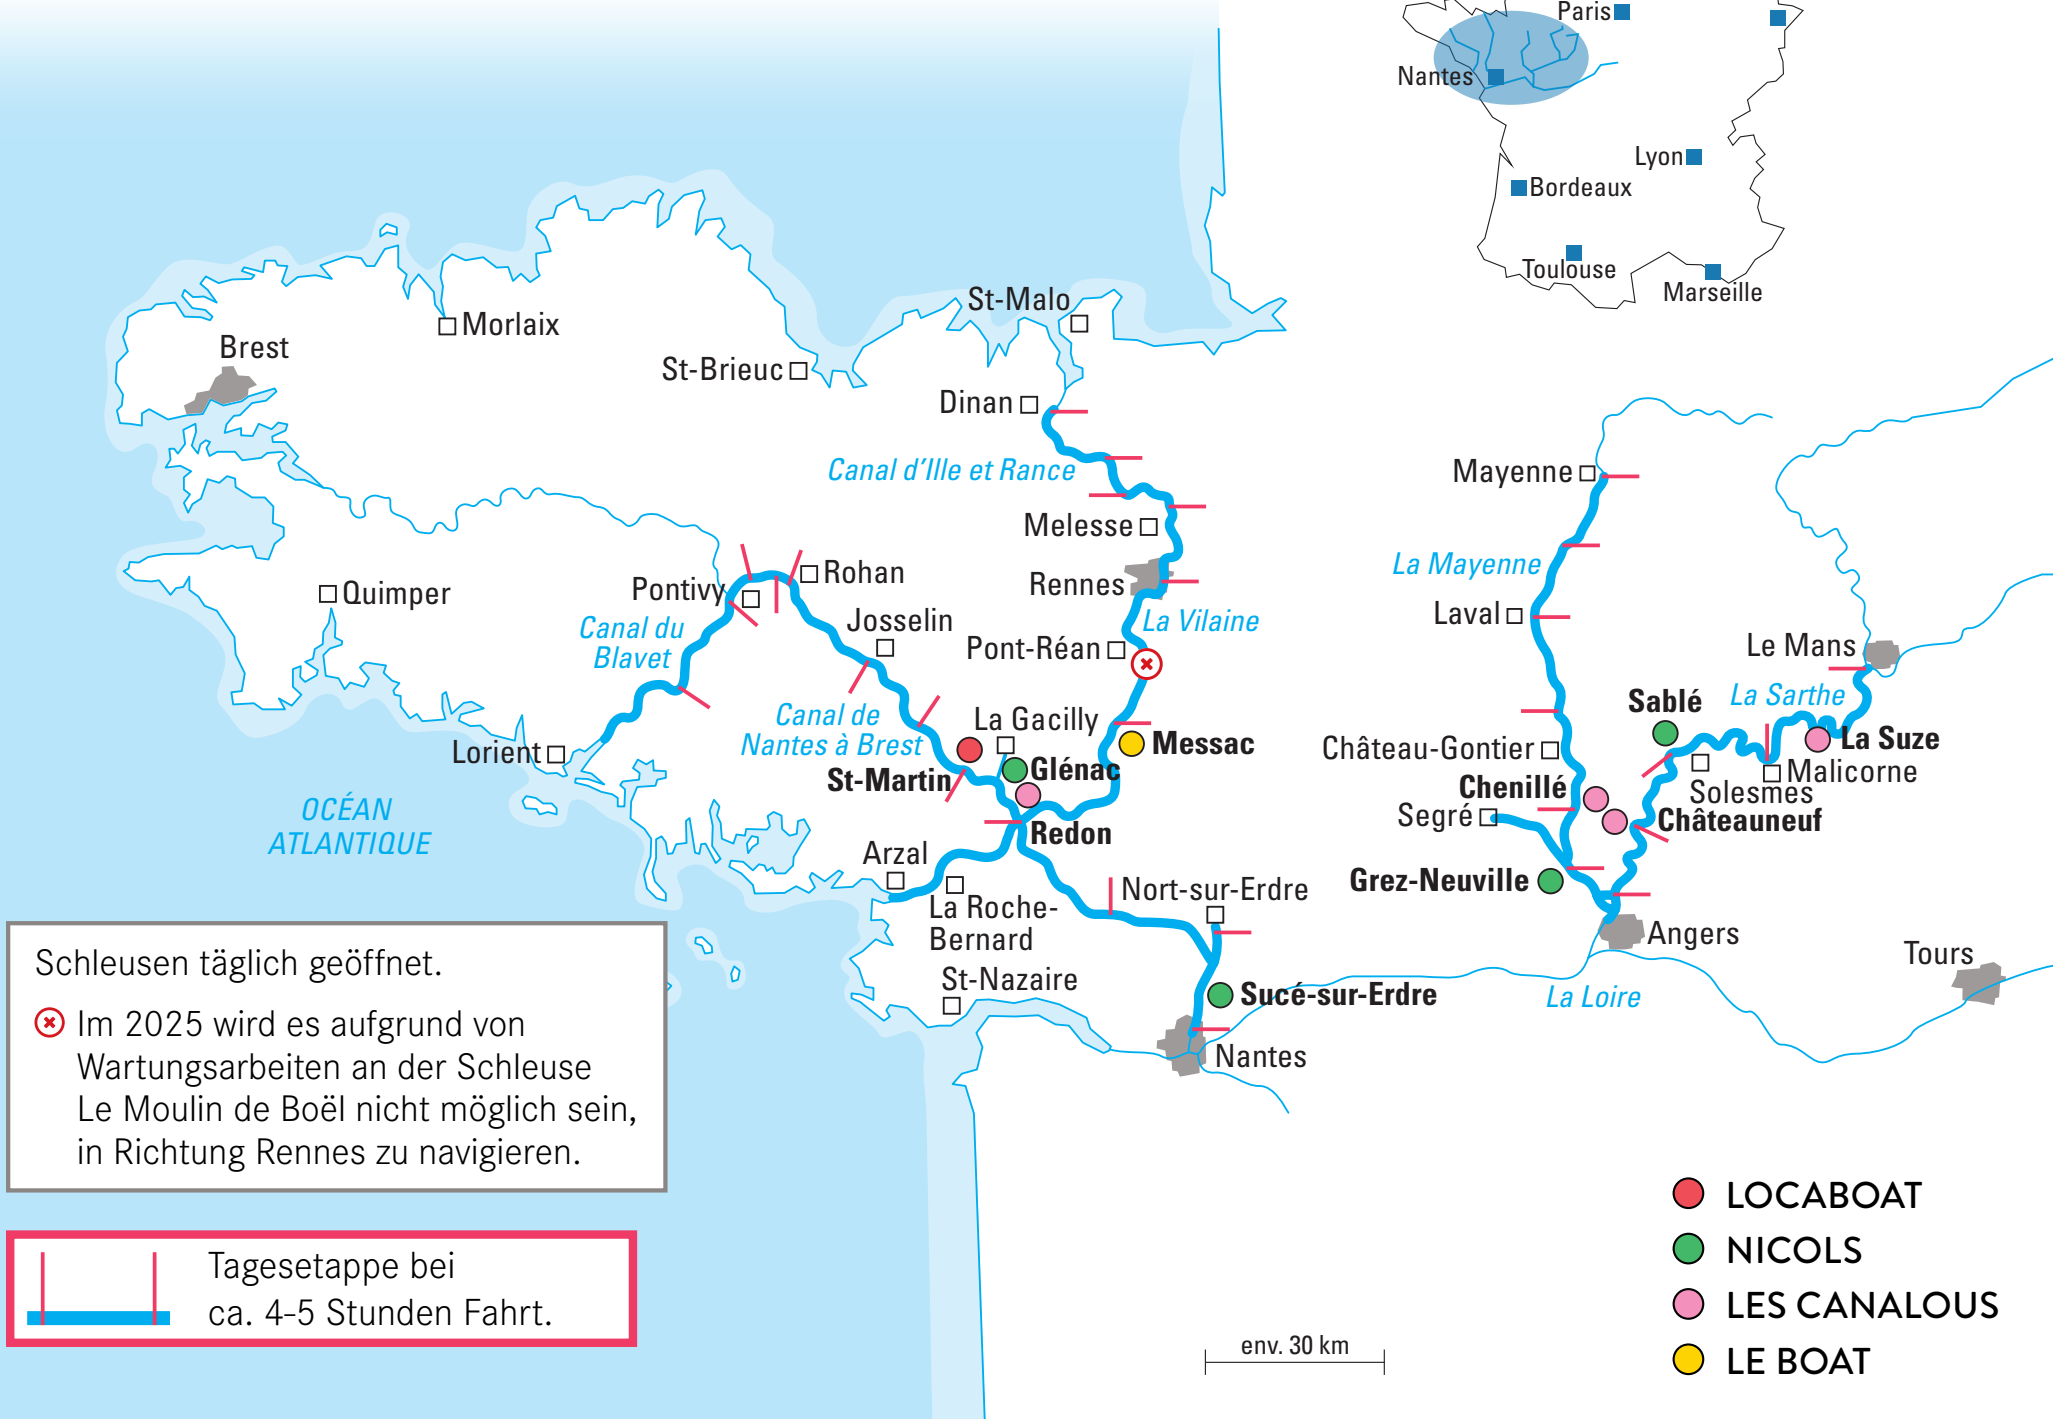 Paris
Nantes
Lyon
Bordeaux
Toulouse
Marseille
St-Malo
Morlaix
Brest
St-Brieuc
Dinan
Canal d'Ille et Rance
Mayenne
Melesse
La Mayenne
Rohan
Rennes
Pontivy
Quimper
Laval
Josselin
La Vilaine
Canal du
Blavet
Pont-Réan
Le Mans
La Sarthe
Sablé
Canal de
Nantes à Brest
La Gacilly
Lorient
Messac
Château-Gontier
La Suze
St-Martin
Glénac
Malicorne
Chenillé
Solesmes
OCÉAN
ATLANTIQUE
Segré
Châteauneuf
Redon
Arzal
Grez-Neuville
Nort-sur-Erdre
La Roche-
Bernard
Angers
Tours
St-Nazaire
Sucé-sur-Erdre
La Loire
Nantes
Schleusen täglich geöffnet.
Im 2025 wird es aufgrund von
Wartungsarbeiten an der Schleuse
Le Moulin de Boël nicht möglich sein,
in Richtung Rennes zu navigieren.
Tagesetappe bei
ca. 4-5 Stunden Fahrt.
env. 30 km
LOCABOAT
NICOLS
LES CANALOUS
LE BOAT